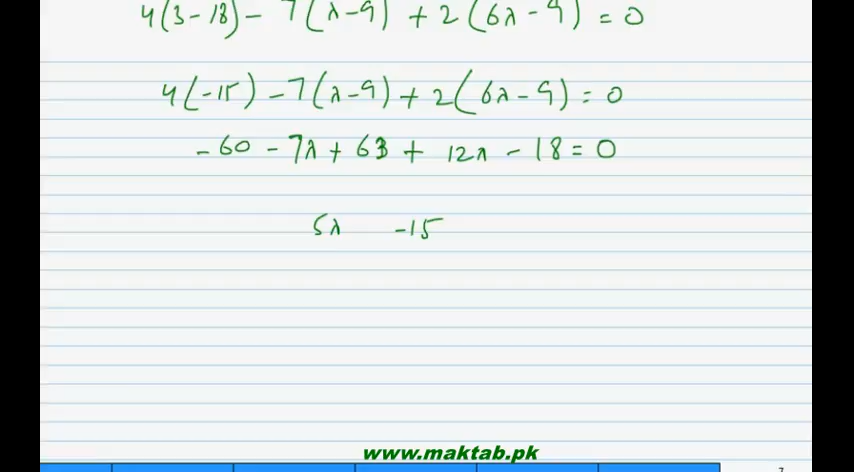 4(3-18) - 7(λ-9) + 2(6λ-9) = 0
4(-15) - 7(λ-9) + 2(6λ-9) = 0
-60 - 7λ + 63 + 12λ - 18 = 0
5λ -15
www.maktab.pk
7